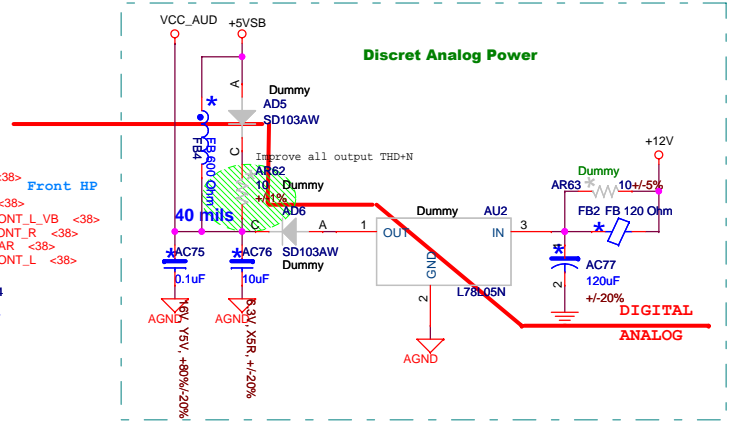 VCC_AUD
+5VSB
Discret Analog Power
A
Dummy
AD5
SD103AW
FB4
FB 600 Ohm
C
Improve all output THD+N
AR62
10
Dummy
+/-1%
+12V
Dummy
AR63
10
+/-5%
38>
Front HP
<38>
ONT_L_VB <38>
ONT_R <38>
AR <38>
ONT_L <38>
40 mils
C
AD6
A
SD103AW
Dummy
Dummy
AU2
1
OUT
IN
3
GND
2
L78L05N
FB2
FB 120 Ohm
AC75
0.1uF
AC76
10uF
1
AC77
120uF
2
+/-20%
AGND
AGND
AGND
16V, Y5V, +80%/-20%
6.3V, X5R, +/-20%
DIGITAL
ANALOG